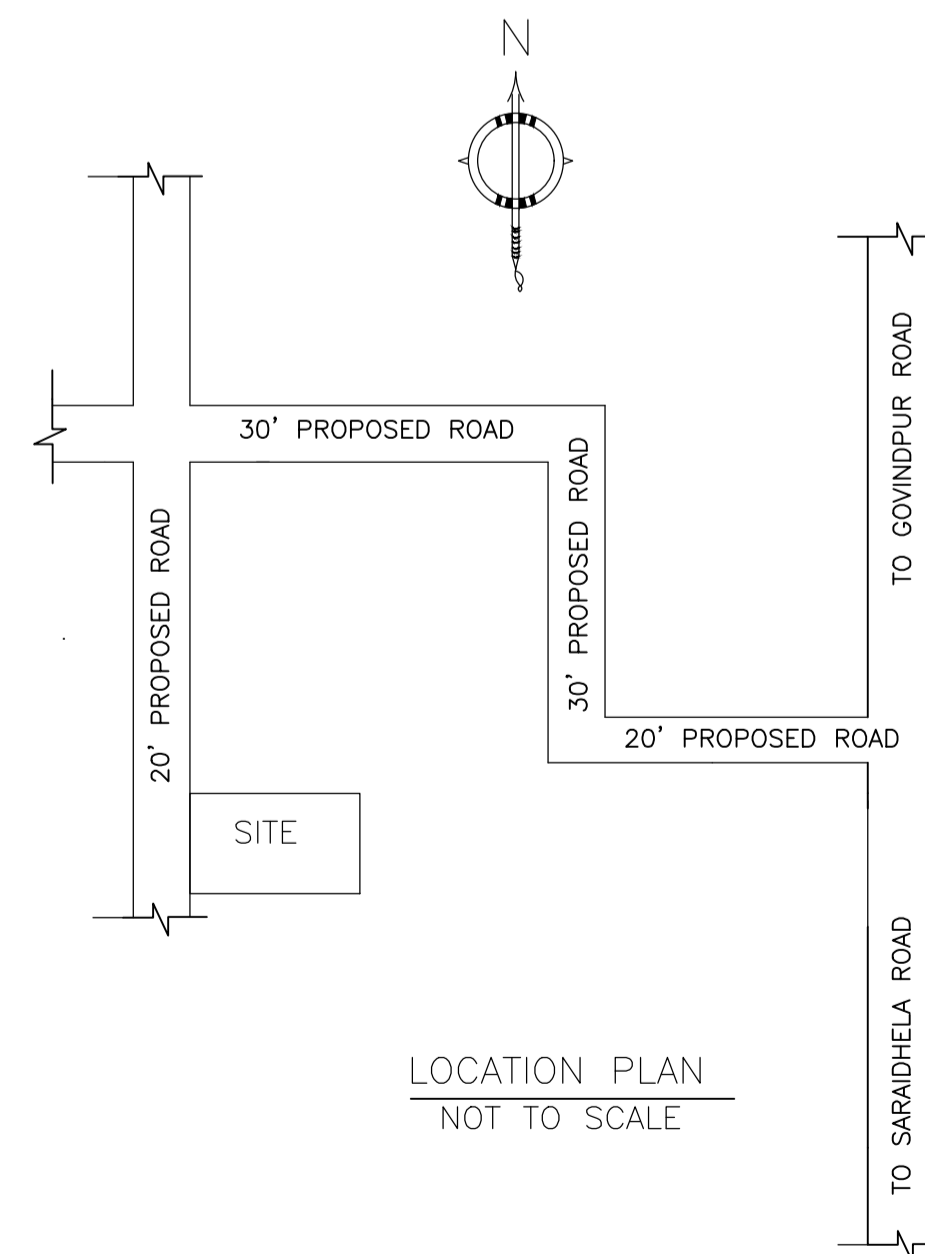 N
30' PROPOSED ROAD
20' PROPOSED ROAD
30' PROPOSED ROAD
TO GOVINDPUR ROAD
20' PROPOSED ROAD
SITE
TO SARAIDHELA ROAD
LOCATION PLAN
NOT TO SCALE